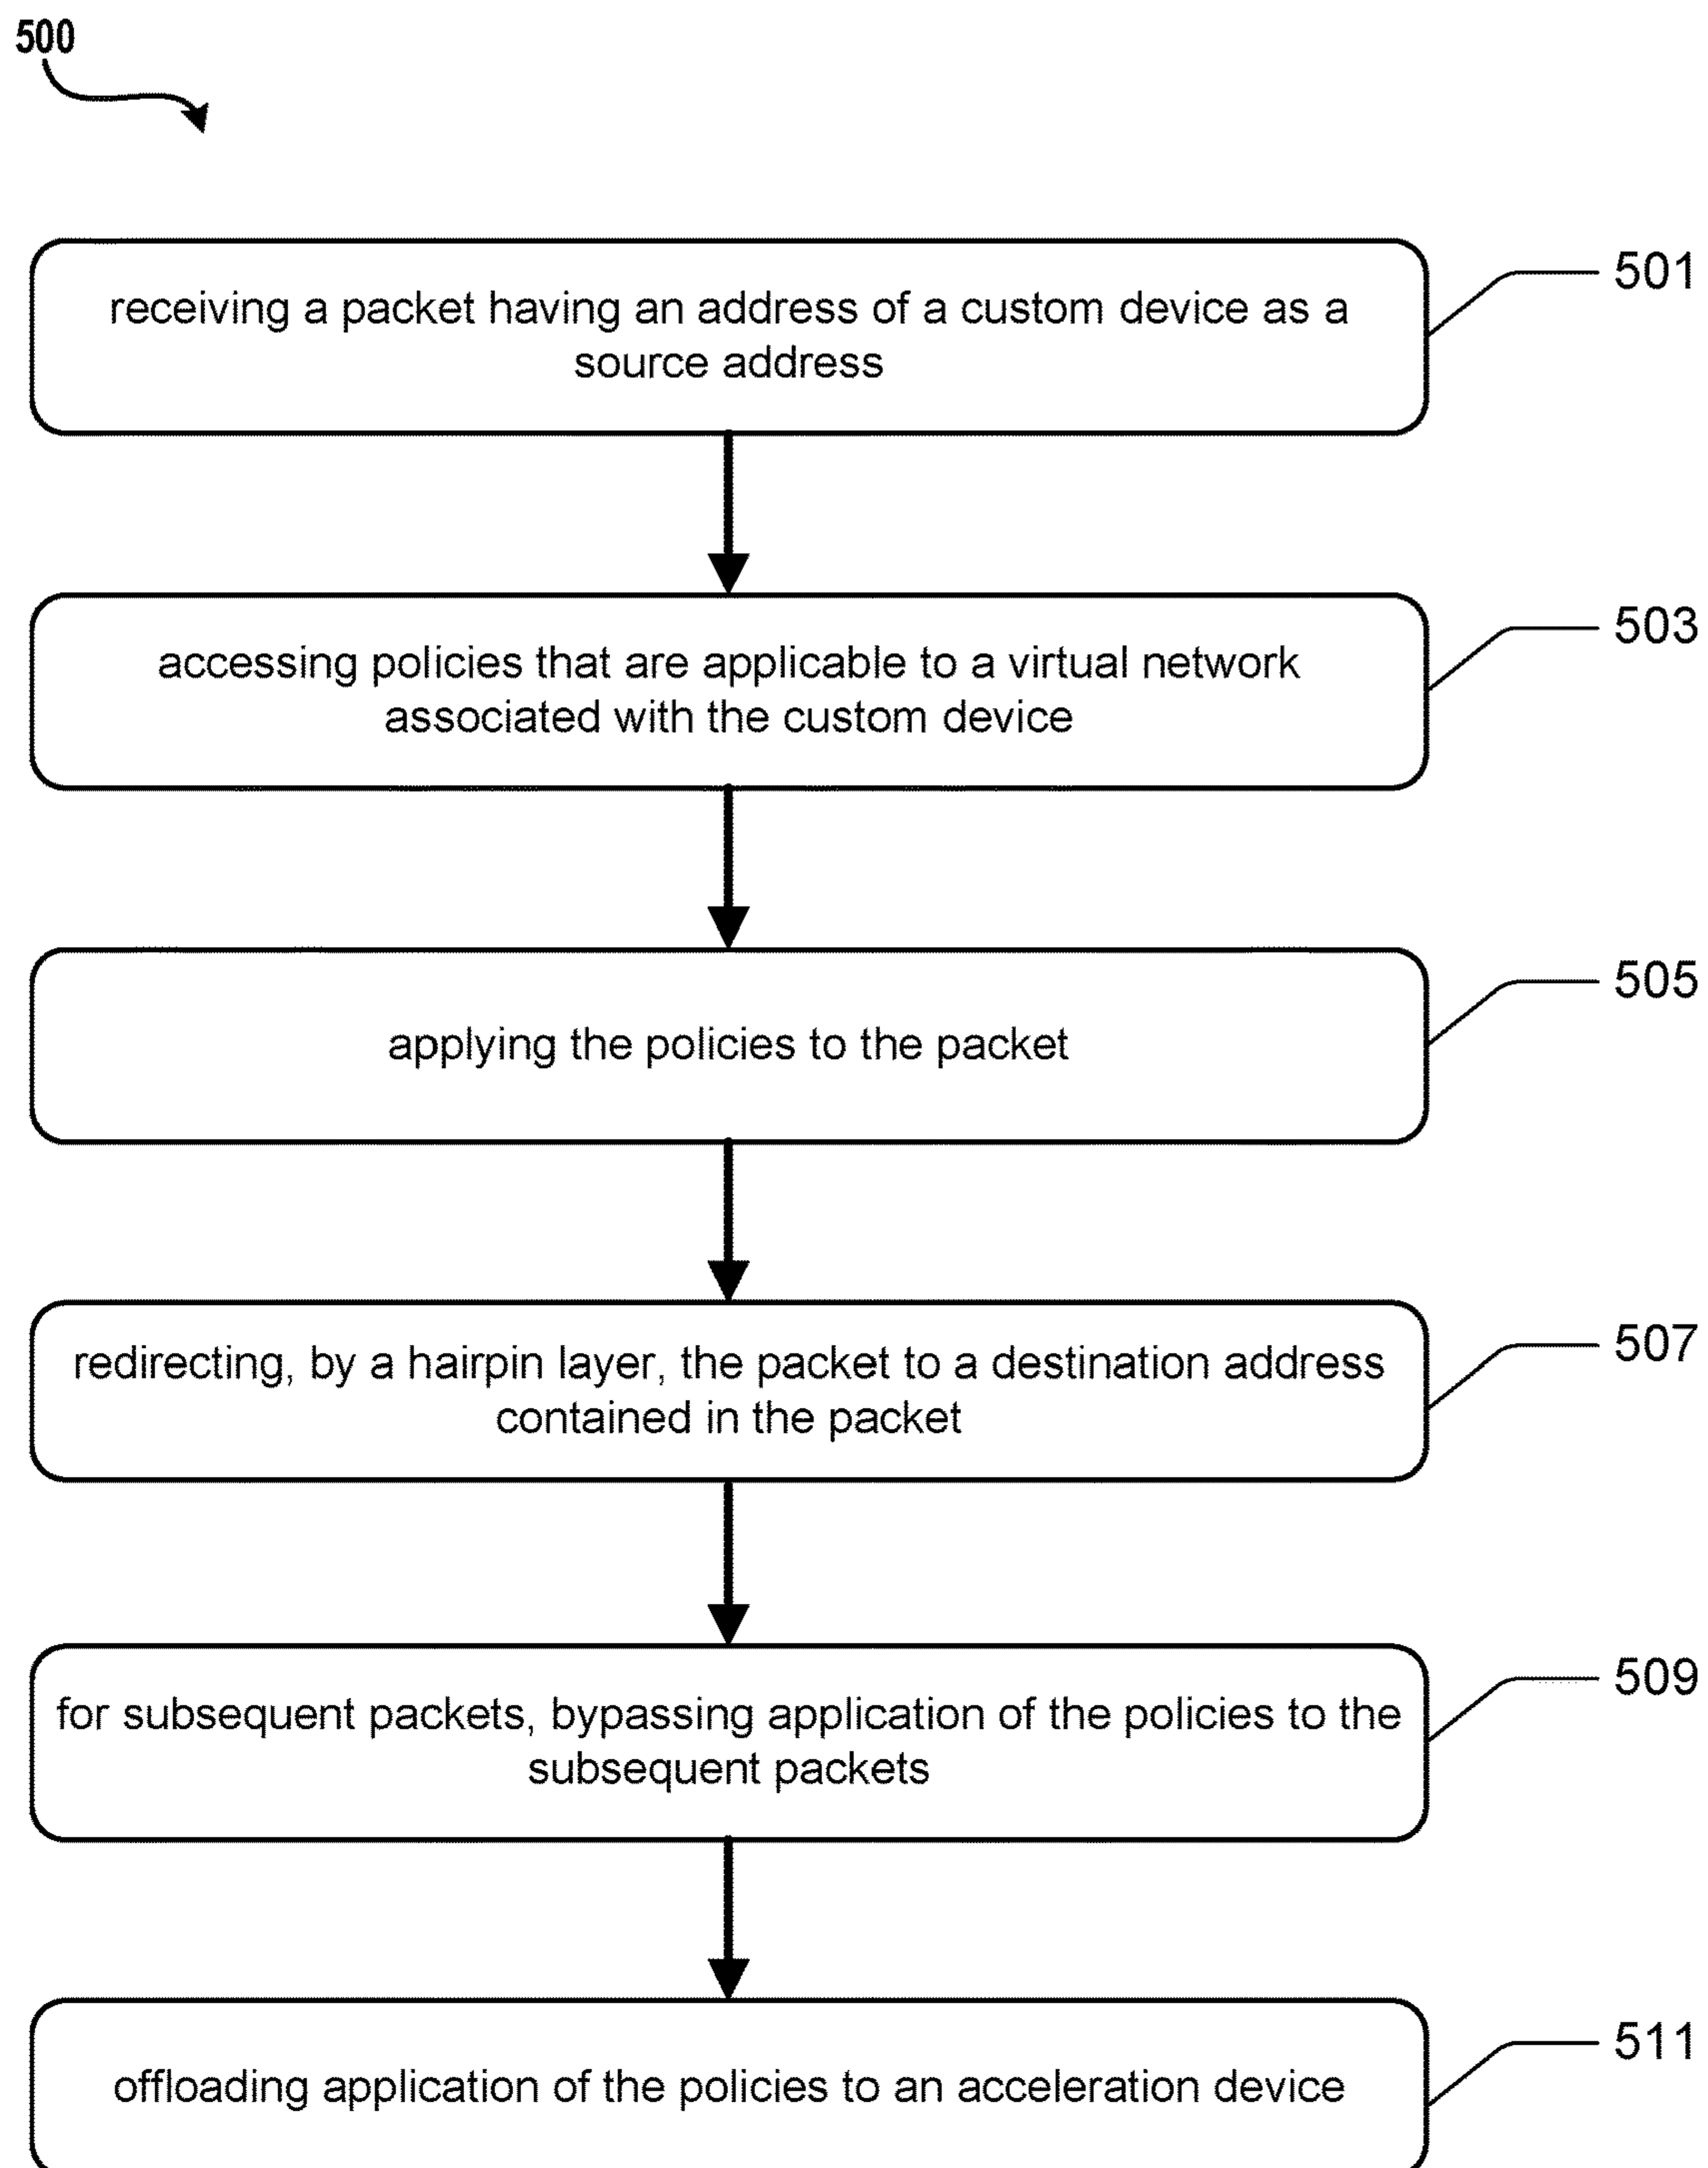 500
receiving a packet having an address of a custom device as a
source address
501
accessing policies that are applicable to a virtual network
associated with the custom device
503
applying the policies to the packet
505
redirecting, by a hairpin layer, the packet to a destination address
contained in the packet
507
for subsequent packets, bypassing application of the policies to the
subsequent packets
509
offloading application of the policies to an acceleration device
511